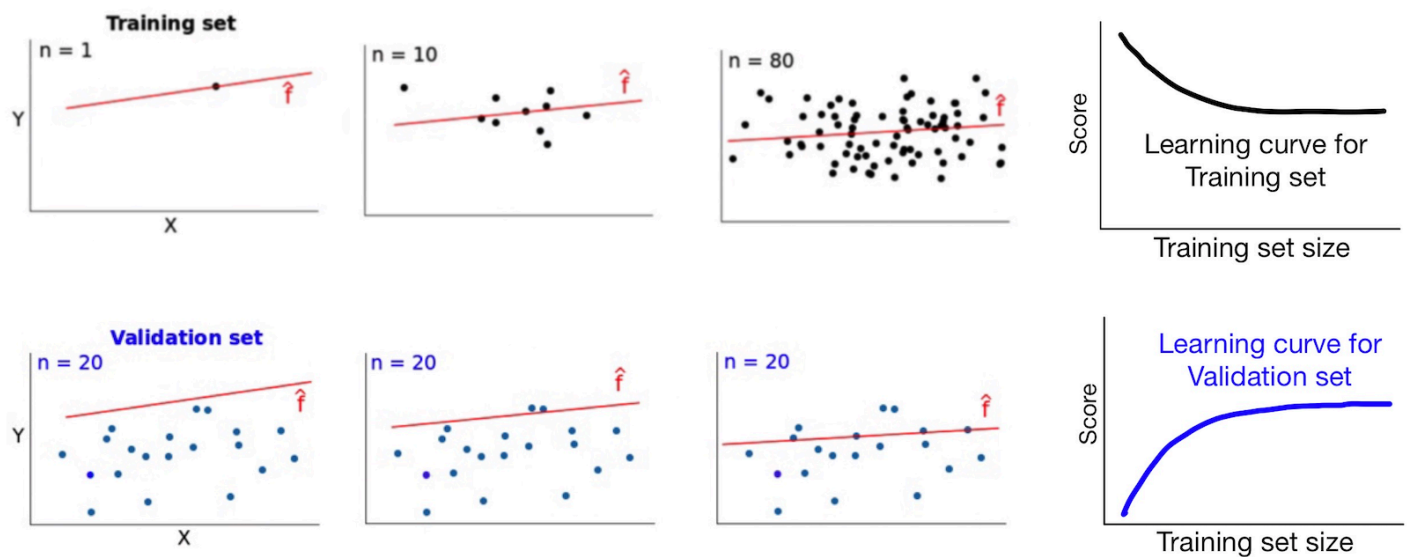 Training set
n = 1
Y
f̂
X
n = 10
f̂
n = 80
f̂
Score
Learning curve for
Training set
Training set size
Validation set
n = 20
Y
f̂
X
n = 20
f̂
n = 20
f̂
Score
Learning curve for
Validation set
Training set size